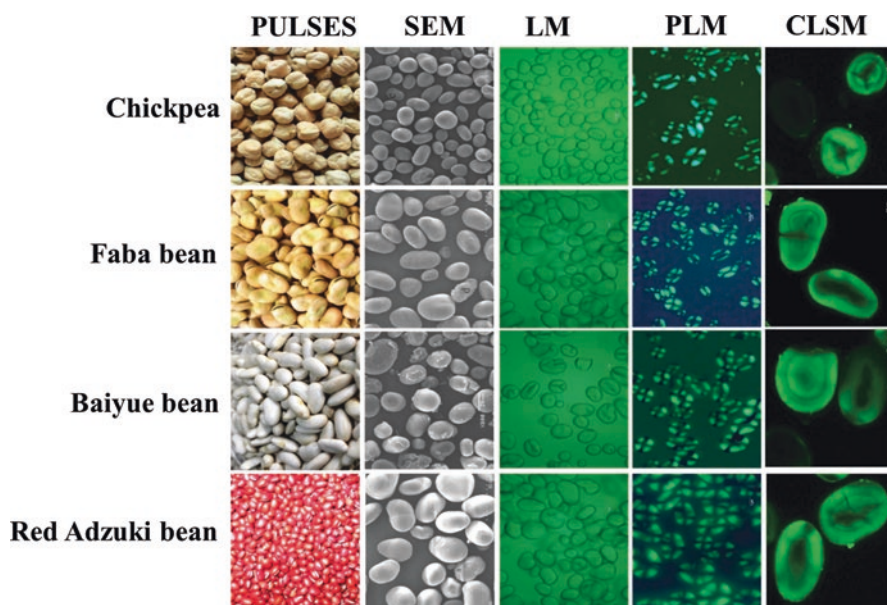 PULSES SEM LM PLM CLSM
Chickpea
Faba bean
Baiyue bean
Red Adzuki bean